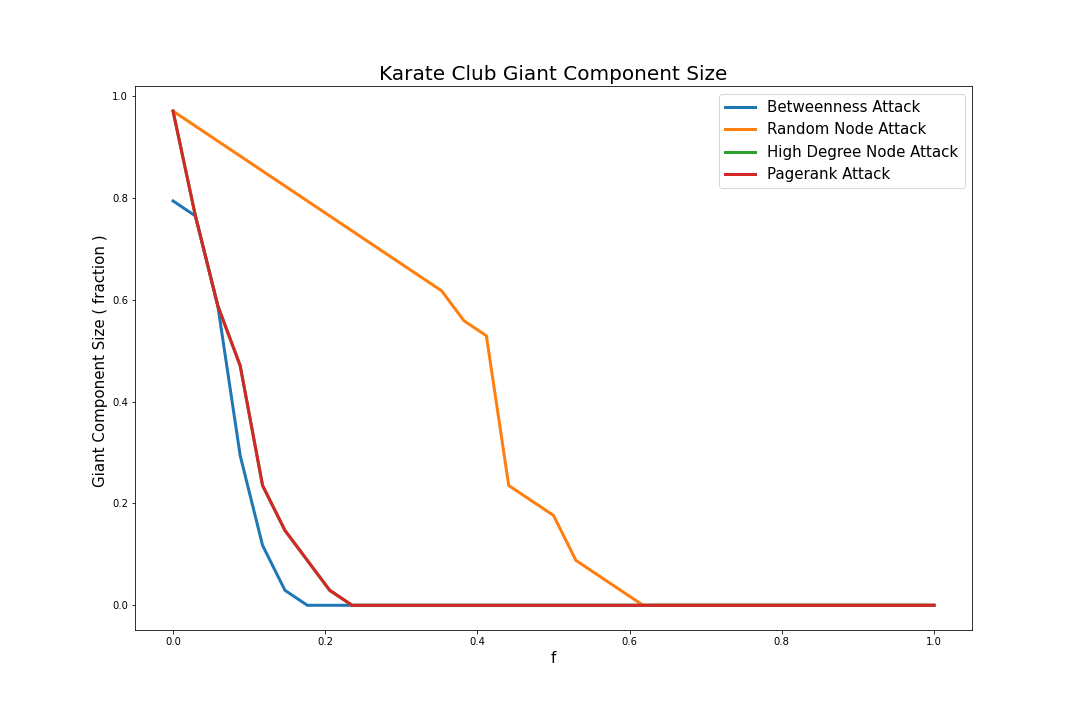 Karate Club Giant Component Size
Betweenness Attack
Random Node Attack
High Degree Node Attack
Pagerank Attack
Giant Component Size ( fraction )
1.0
0.8
0.6
0.4
0.2
0.0
0.0 0.2 0.4 0.6 0.8 1.0
f